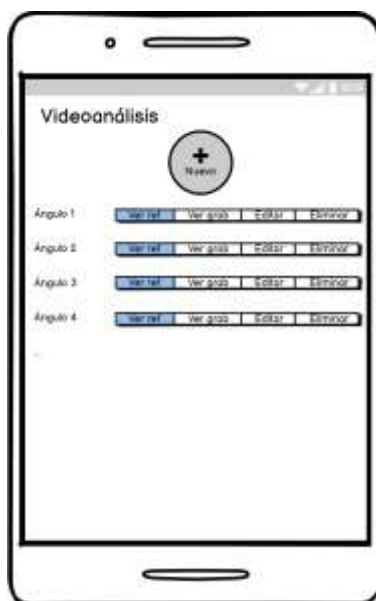 Videoanálisis
+
Nuevo
Ángulo 1 Ver ref Ver grab Editar Eliminar
Ángulo 2 Ver ref Ver grab Editar Eliminar
Ángulo 3 Ver ref Ver grab Editar Eliminar
Ángulo 4 Ver ref Ver grab Editar Eliminar
...